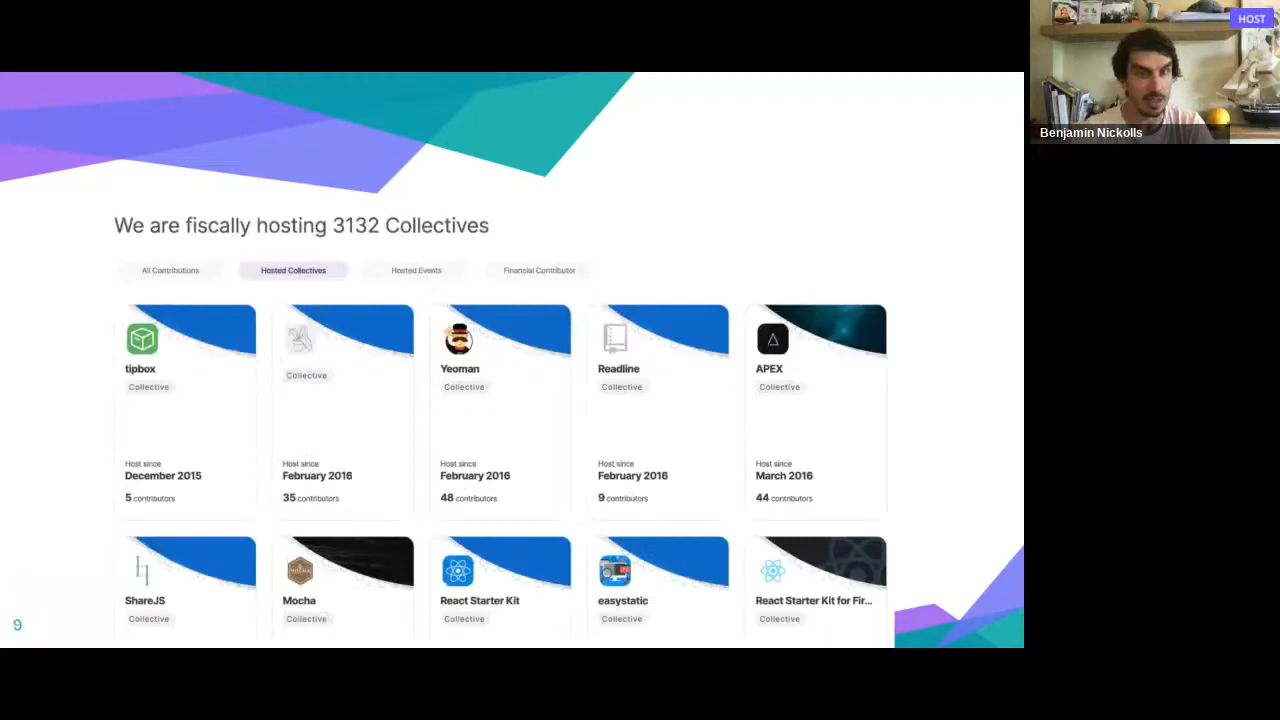 HOST
Benjamin Nickolls
We are fiscally hosting 3132 Collectives
All Contributions Hosted Collectives Hosted Events Financial Contributor
tipbox
Collective
Host since
December 2015
5 contributors
Collective
Host since
February 2016
35 contributors
Yeoman
Collective
Host since
February 2016
48 contributors
Readline
Collective
Host since
February 2016
9 contributors
APEX
Collective
Host since
March 2016
44 contributors
ShareJS
Collective
Mocha
Collective
React Starter Kit
Collective
easystatic
Collective
React Starter Kit for Fir...
Collective
9